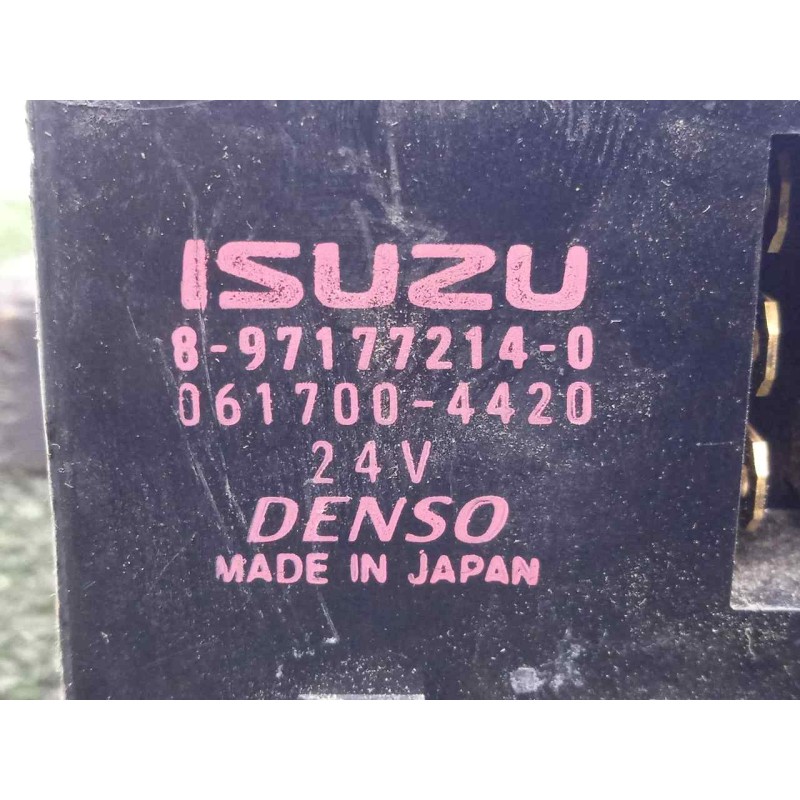 ISUZU
8-97177214-0
061700-4420
24V
DENSO
MADE IN JAPAN